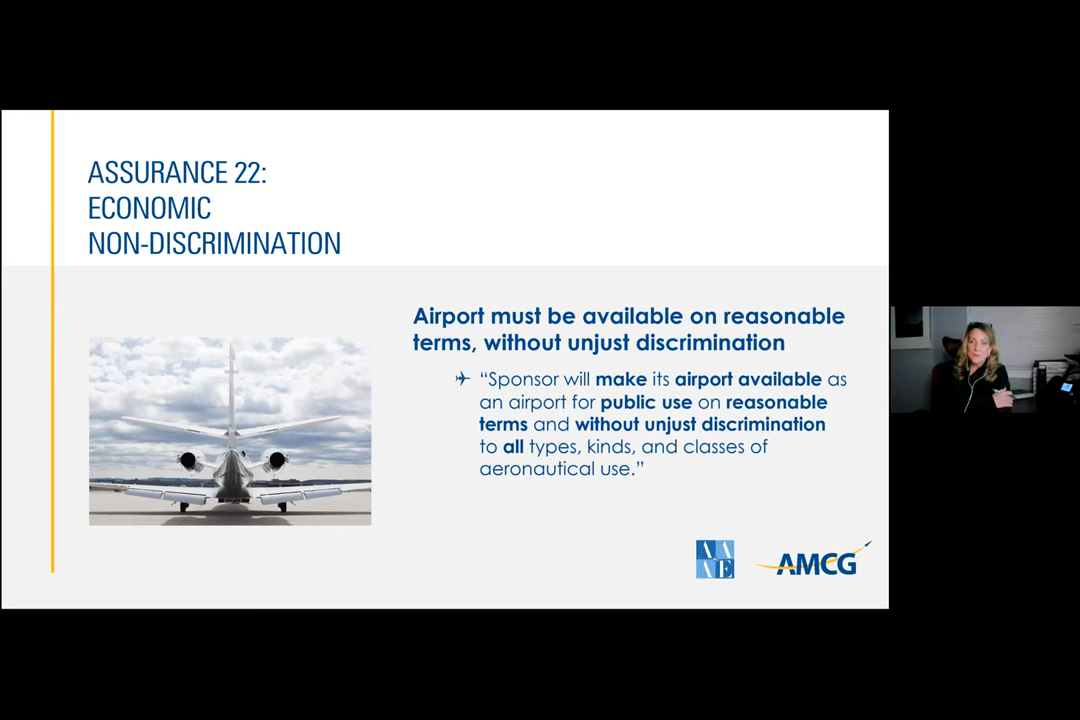 ASSURANCE 22:
ECONOMIC
NON-DISCRIMINATION
Airport must be available on reasonable
terms, without unjust discrimination
“Sponsor will make its airport available as
an airport for public use on reasonable
terms and without unjust discrimination
to all types, kinds, and classes of
aeronautical use.”
AAAE
AMCG